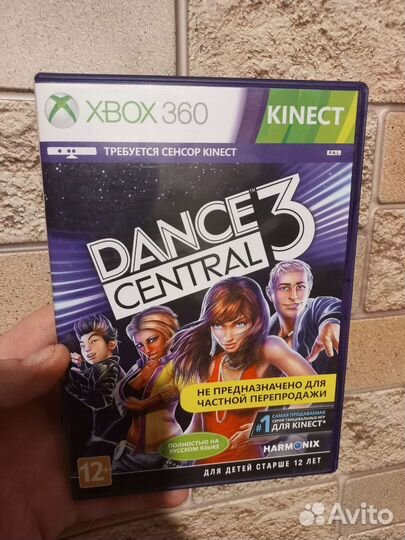 XBOX 360
KINECT
ТРЕБУЕТСЯ СЕНСОР KINECT
PAL
DANCE
CENTRAL 3
НЕ ПРЕДНАЗНАЧЕНО ДЛЯ
ЧАСТНОЙ ПЕРЕПРОДАЖИ
#1 САМАЯ ПРОДАВАЕМАЯ
СЕРИЯ ТАНЦЕВАЛЬНЫХ ИГР
ДЛЯ KINECT*
ПОЛНОСТЬЮ НА
РУССКОМ ЯЗЫКЕ
HARMONIX
12+
ДЛЯ ДЕТЕЙ СТАРШЕ 12 ЛЕТ
Avito